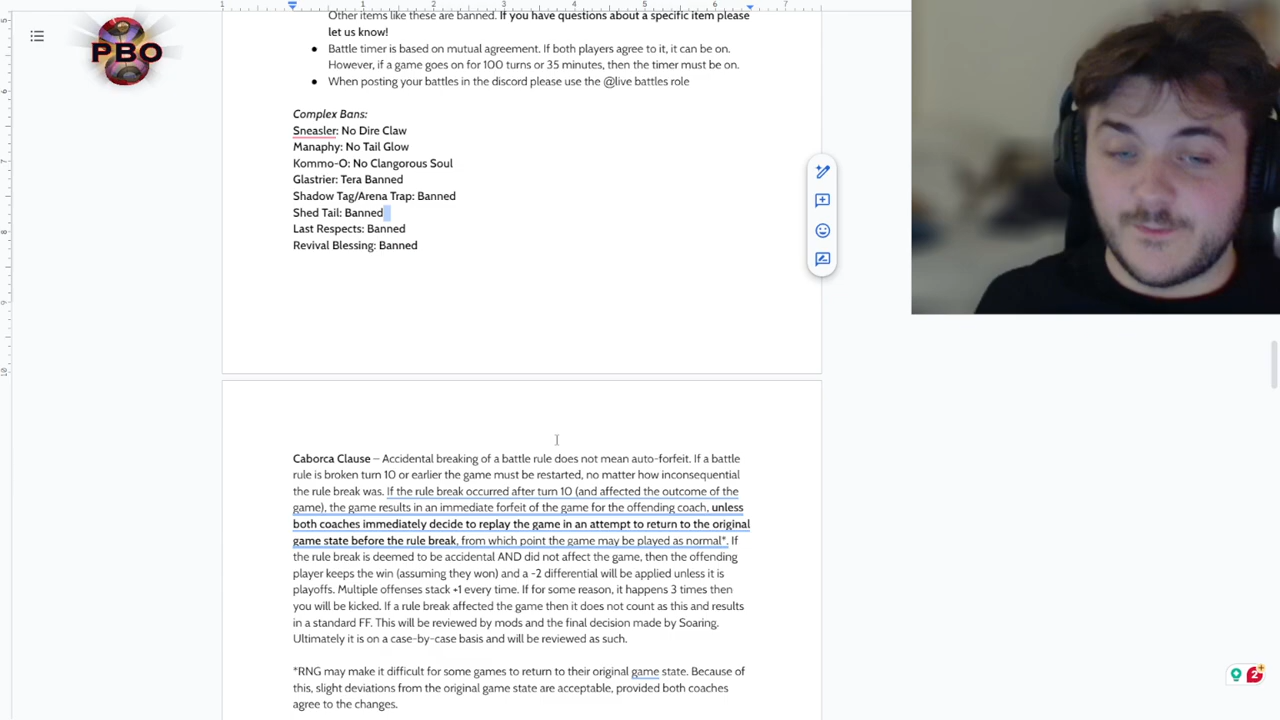 PBO
Other items like these are banned. If you have questions about a specific item please
let us know!
● Battle timer is based on mutual agreement. If both players agree to it, it can be on.
However, if a game goes on for 100 turns or 35 minutes, then the timer must be on.
● When posting your battles in the discord please use the @live battles role
Complex Bans:
Sneasler: No Dire Claw
Manaphy: No Tail Glow
Kommo-O: No Clangorous Soul
Glastrier: Tera Banned
Shadow Tag/Arena Trap: Banned
Shed Tail: Banned
Last Respects: Banned
Revival Blessing: Banned
Caborca Clause – Accidental breaking of a battle rule does not mean auto-forfeit. If a battle
rule is broken turn 10 or earlier the game must be restarted, no matter how inconsequential
the rule break was. If the rule break occurred after turn 10 (and affected the outcome of the
game), the game results in an immediate forfeit of the game for the offending coach, unless
both coaches immediately decide to replay the game in an attempt to return to the original
game state before the rule break, from which point the game may be played as normal*. If
the rule break is deemed to be accidental AND did not affect the game, then the offending
player keeps the win (assuming they won) and a -2 differential will be applied unless it is
playoffs. Multiple offenses stack +1 every time. If for some reason, it happens 3 times then
you will be kicked. If a rule break affected the game then it does not count as this and results
in a standard FF. This will be reviewed by mods and the final decision made by Soaring.
Ultimately it is on a case-by-case basis and will be reviewed as such.
*RNG may make it difficult for some games to return to their original game state. Because of
this, slight deviations from the original game state are acceptable, provided both coaches
agree to the changes.
1 1 2 3 4 5 6 7
5
6
7
8
9
10
2